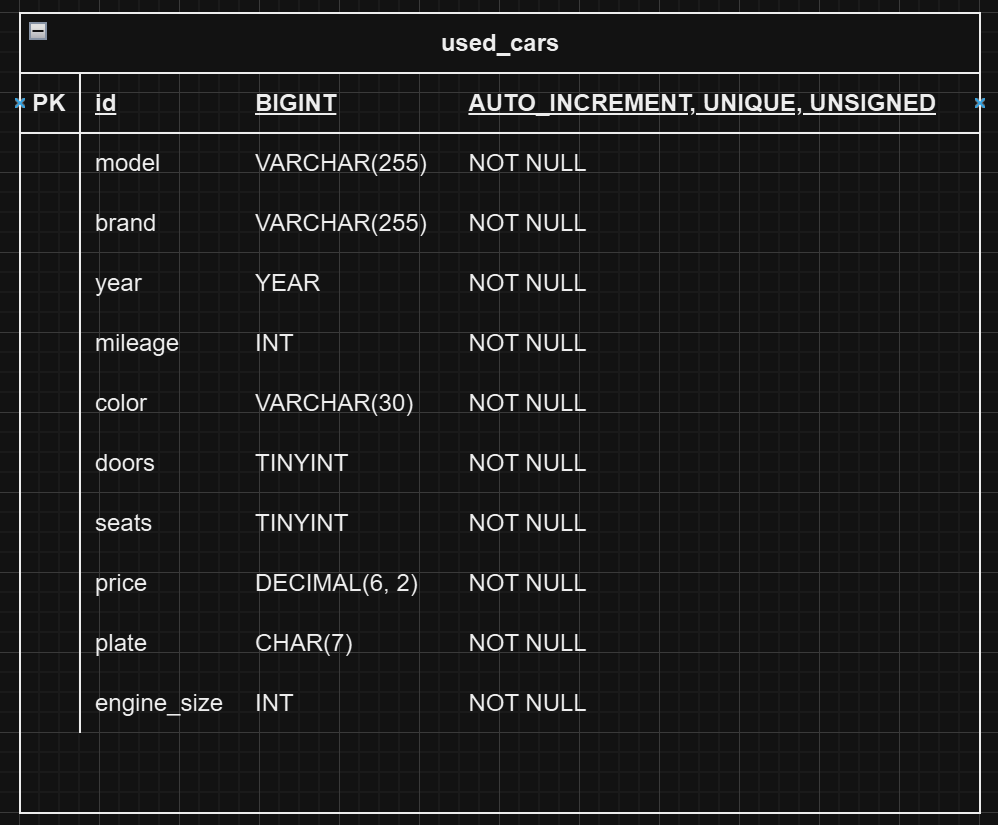 used_cars
PK id BIGINT AUTO_INCREMENT, UNIQUE, UNSIGNED
model VARCHAR(255) NOT NULL
brand VARCHAR(255) NOT NULL
year YEAR NOT NULL
mileage INT NOT NULL
color VARCHAR(30) NOT NULL
doors TINYINT NOT NULL
seats TINYINT NOT NULL
price DECIMAL(6, 2) NOT NULL
plate CHAR(7) NOT NULL
engine_size INT NOT NULL